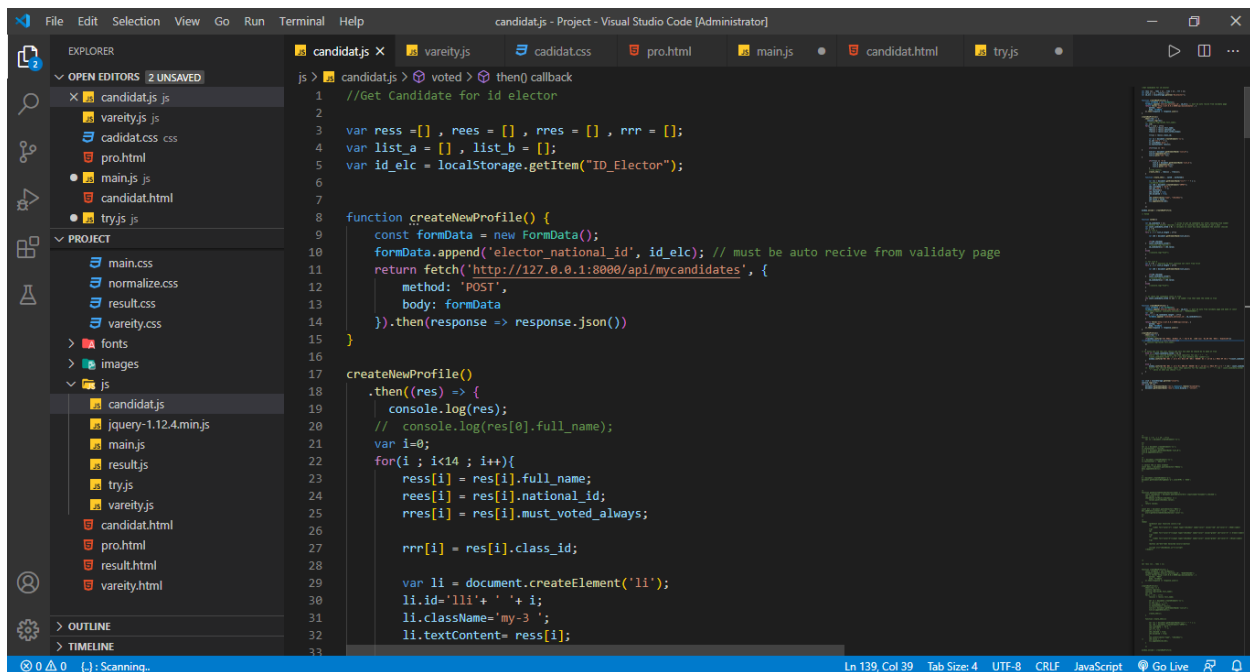 File Edit Selection View Go Run Terminal Help candidat.js - Project - Visual Studio Code [Administrator]
EXPLORER
candidat.js vareity.js cadidat.css pro.html main.js candidat.html try.js
OPEN EDITORS 2 UNSAVED
candidat.js js
vareity.js js
cadidat.css css
pro.html
main.js js
candidat.html
try.js js
PROJECT
main.css
normalize.css
result.css
vareity.css
fonts
images
js
candidat.js
jquery-1.12.4.min.js
main.js
result.js
try.js
vareity.js
candidat.html
pro.html
result.html
vareity.html
OUTLINE
TIMELINE
js > candidat.js > voted > then() callback
1 //Get Candidate for id elector
2
3 var ress =[] , rees = [] , rres = [] , rrr = [];
4 var list_a = [] , list_b = [];
5 var id_elc = localStorage.getItem("ID_Elector");
6
7
8 function createNewProfile() {
9 const formData = new FormData();
10 formData.append('elector_national_id', id_elc); // must be auto recive from validaty page
11 return fetch('http://127.0.0.1:8000/api/mycandidates', {
12 method: 'POST',
13 body: formData
14 }).then(response => response.json())
15 }
16
17 createNewProfile()
18 .then((res) => {
19 console.log(res);
20 // console.log(res[0].full_name);
21 var i=0;
22 for(i ; i<14 ; i++){
23 ress[i] = res[i].full_name;
24 rees[i] = res[i].national_id;
25 rres[i] = res[i].must_voted_always;
26
27 rrr[i] = res[i].class_id;
28
29 var li = document.createElement('li');
30 li.id='lli'+ ' '+ i;
31 li.className='my-3 ';
32 li.textContent= ress[i];
33
2
0 0 {..} : Scanning.. Ln 139, Col 39 Tab Size: 4 UTF-8 CRLF JavaScript Go Live